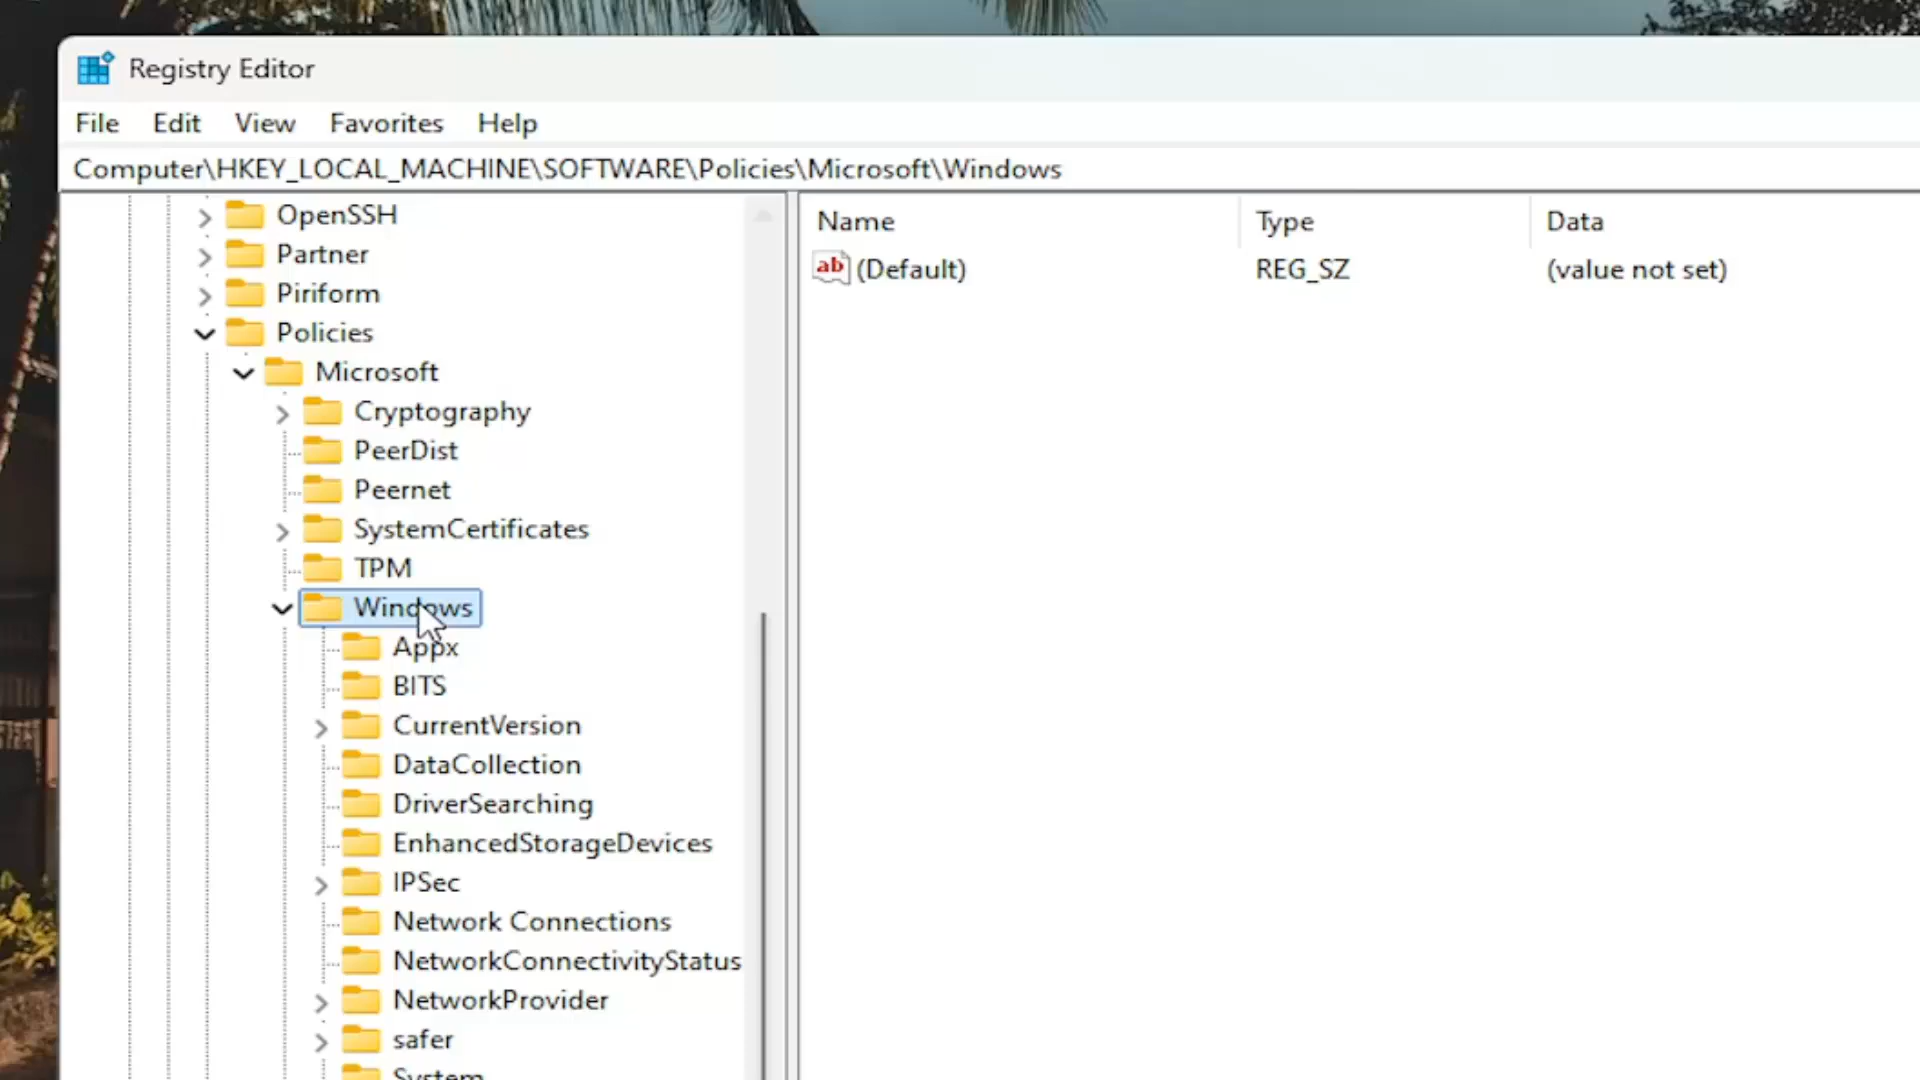 Registry Editor
File Edit View Favorites Help
Computer\HKEY_LOCAL_MACHINE\SOFTWARE\Policies\Microsoft\Windows
OpenSSH
Partner
Piriform
Policies
Microsoft
Cryptography
PeerDist
Peernet
SystemCertificates
TPM
Windows
Appx
BITS
CurrentVersion
DataCollection
DriverSearching
EnhancedStorageDevices
IPSec
Network Connections
NetworkConnectivityStatus
NetworkProvider
safer
System
Name Type Data
ab (Default) REG_SZ (value not set)